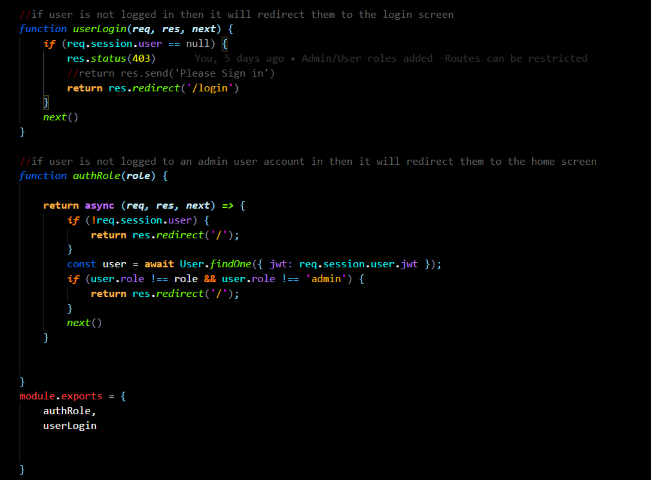 //if user is not logged in then it will redirect them to the login screen
function userLogin(req, res, next) {
    if (req.session.user == null) {
        res.status(403)      You, 5 days ago • Admin/User roles added -Routes can be restricted
        //return res.send('Please Sign in')
        return res.redirect('/login')
    }
    next()
}
//if user is not logged to an admin user account in then it will redirect them to the home screen
function authRole(role) {
    return async (req, res, next) => {
        if (!req.session.user) {
            return res.redirect('/');
        }
        const user = await User.findOne({ jwt: req.session.user.jwt });
        if (user.role !== role && user.role !== 'admin') {
            return res.redirect('/');
        }
        next()
    }
}
module.exports = {
    authRole,
    userLogin
}